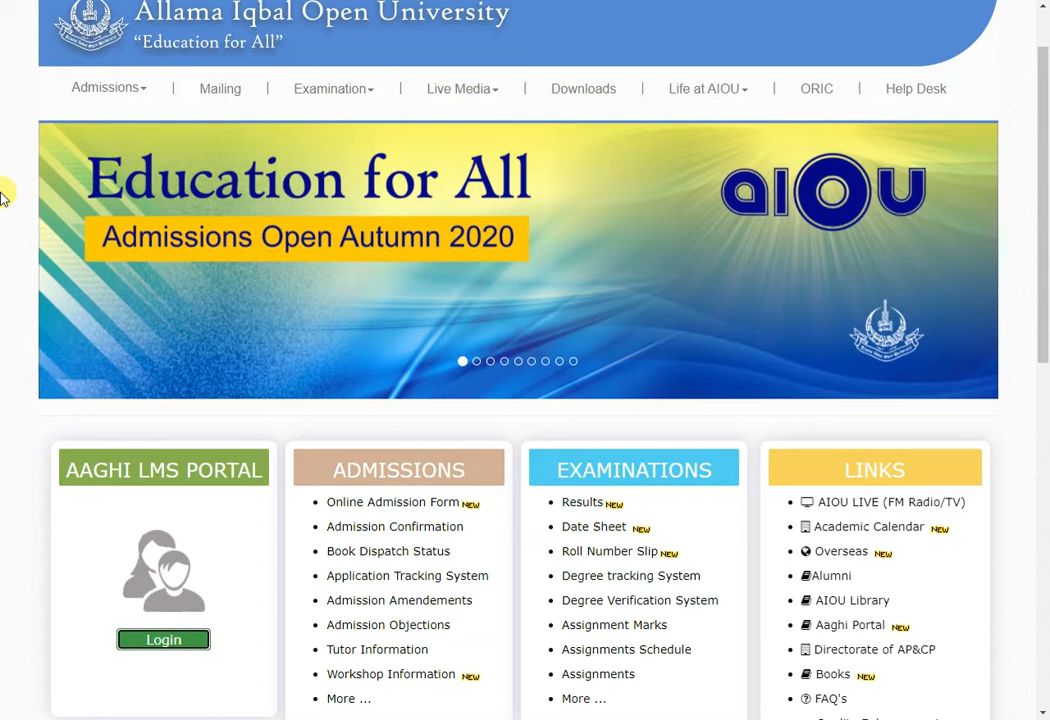 Allama Iqbal Open University
“Education for All”
Admissions | Mailing | Examination | Live Media | Downloads | Life at AIOU | ORIC | Help Desk
Education for All
Admissions Open Autumn 2020
AIOU
AAGHI LMS PORTAL
Login
ADMISSIONS
Online Admission Form NEW
Admission Confirmation
Book Dispatch Status
Application Tracking System
Admission Amendements
Admission Objections
Tutor Information
Workshop Information NEW
More ...
EXAMINATIONS
Results NEW
Date Sheet NEW
Roll Number Slip NEW
Degree tracking System
Degree Verification System
Assignment Marks
Assignments Schedule
Assignments
More ...
LINKS
AIOU LIVE (FM Radio/TV)
Academic Calendar NEW
Overseas NEW
Alumni
AIOU Library
Aaghi Portal NEW
Directorate of AP&CP
Books NEW
FAQ's